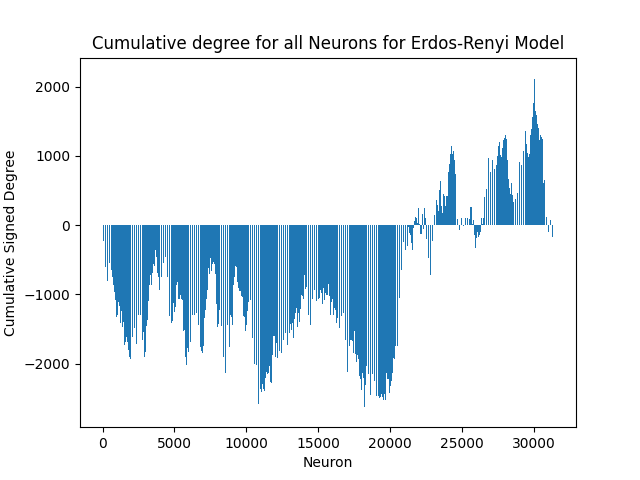 Cumulative degree for all Neurons for Erdos-Renyi Model
2000
1000
0
−1000
−2000
Cumulative Signed Degree
0 5000 10000 15000 20000 25000 30000
Neuron